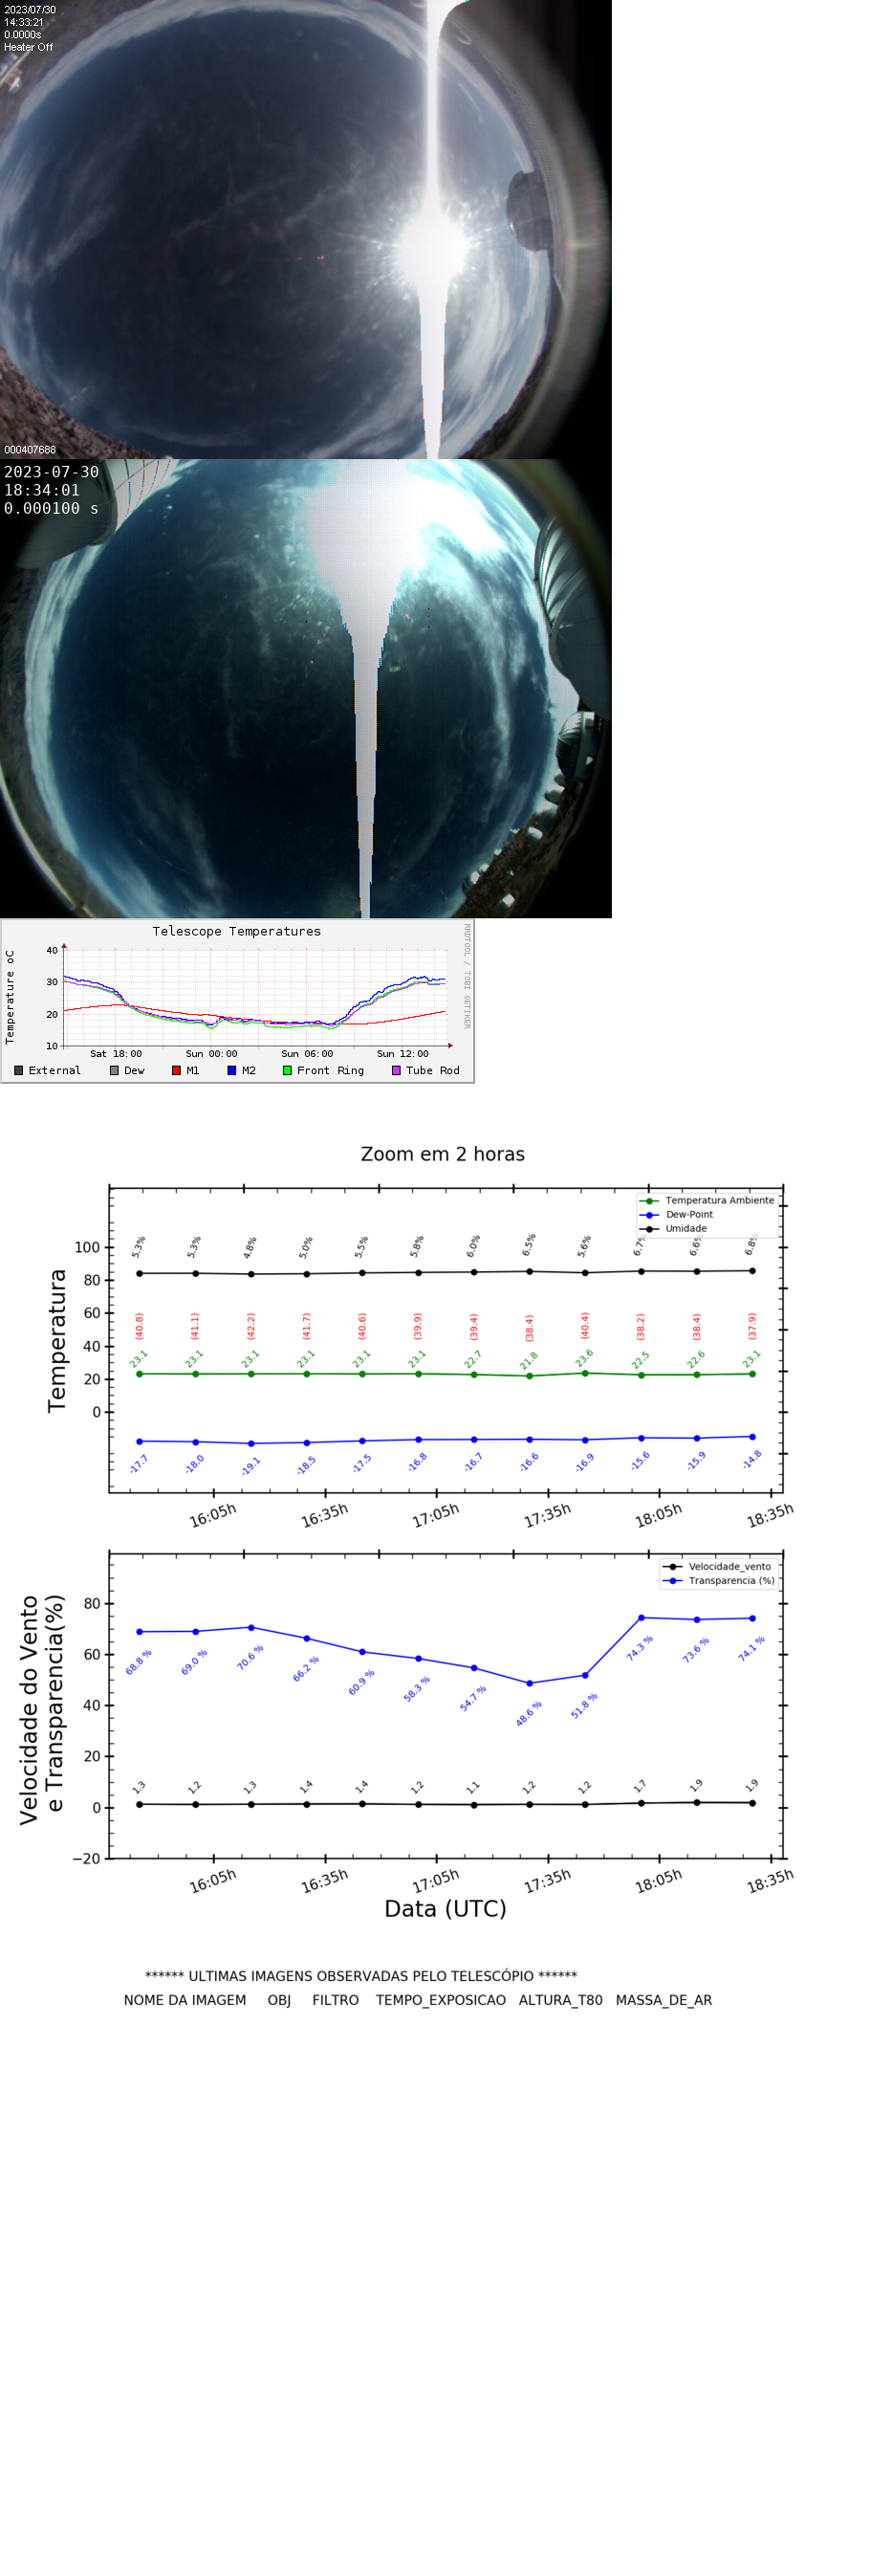 2023/07/30
14:33:21
0.0000s
Heater Off
000407688
2023-07-30
18:34:01
0.000100 s
Telescope Temperatures
RRDTOOL / TOBI OETIKER
Temperature oC
40
30
20
10
Sat 18:00 Sun 00:00 Sun 06:00 Sun 12:00
External Dew M1 M2 Front Ring Tube Rod
Zoom em 2 horas
Temperatura Ambiente
Dew-Point
Umidade
Temperatura
100
80
60
40
20
0
5.3% 5.3% 4.8% 5.0% 5.5% 5.8% 6.0% 6.5% 5.6% 6.7% 6.6% 6.8%
(40.8) (41.1) (42.2) (41.7) (40.6) (39.9) (39.4) (38.4) (40.4) (38.2) (38.4) (37.9)
23.1 23.1 23.1 23.1 23.1 23.1 22.7 21.8 23.6 22.5 22.6 23.1
-17.7 -18.0 -19.1 -18.5 -17.5 -16.8 -16.7 -16.6 -16.9 -15.6 -15.9 -14.8
16:05h 16:35h 17:05h 17:35h 18:05h 18:35h
Velocidade_vento
Transparencia (%)
Velocidade do Vento
e Transparencia(%)
80
60
40
20
0
−20
68.8 % 69.0 % 70.6 % 66.2 % 60.9 % 58.3 % 54.7 % 48.6 % 51.8 % 74.3 % 73.6 % 74.1 %
1.3 1.2 1.3 1.4 1.4 1.2 1.1 1.2 1.2 1.7 1.9 1.9
16:05h 16:35h 17:05h 17:35h 18:05h 18:35h
Data (UTC)
****** ULTIMAS IMAGENS OBSERVADAS PELO TELESCÓPIO ******
NOME DA IMAGEM OBJ FILTRO TEMPO_EXPOSICAO ALTURA_T80 MASSA_DE_AR